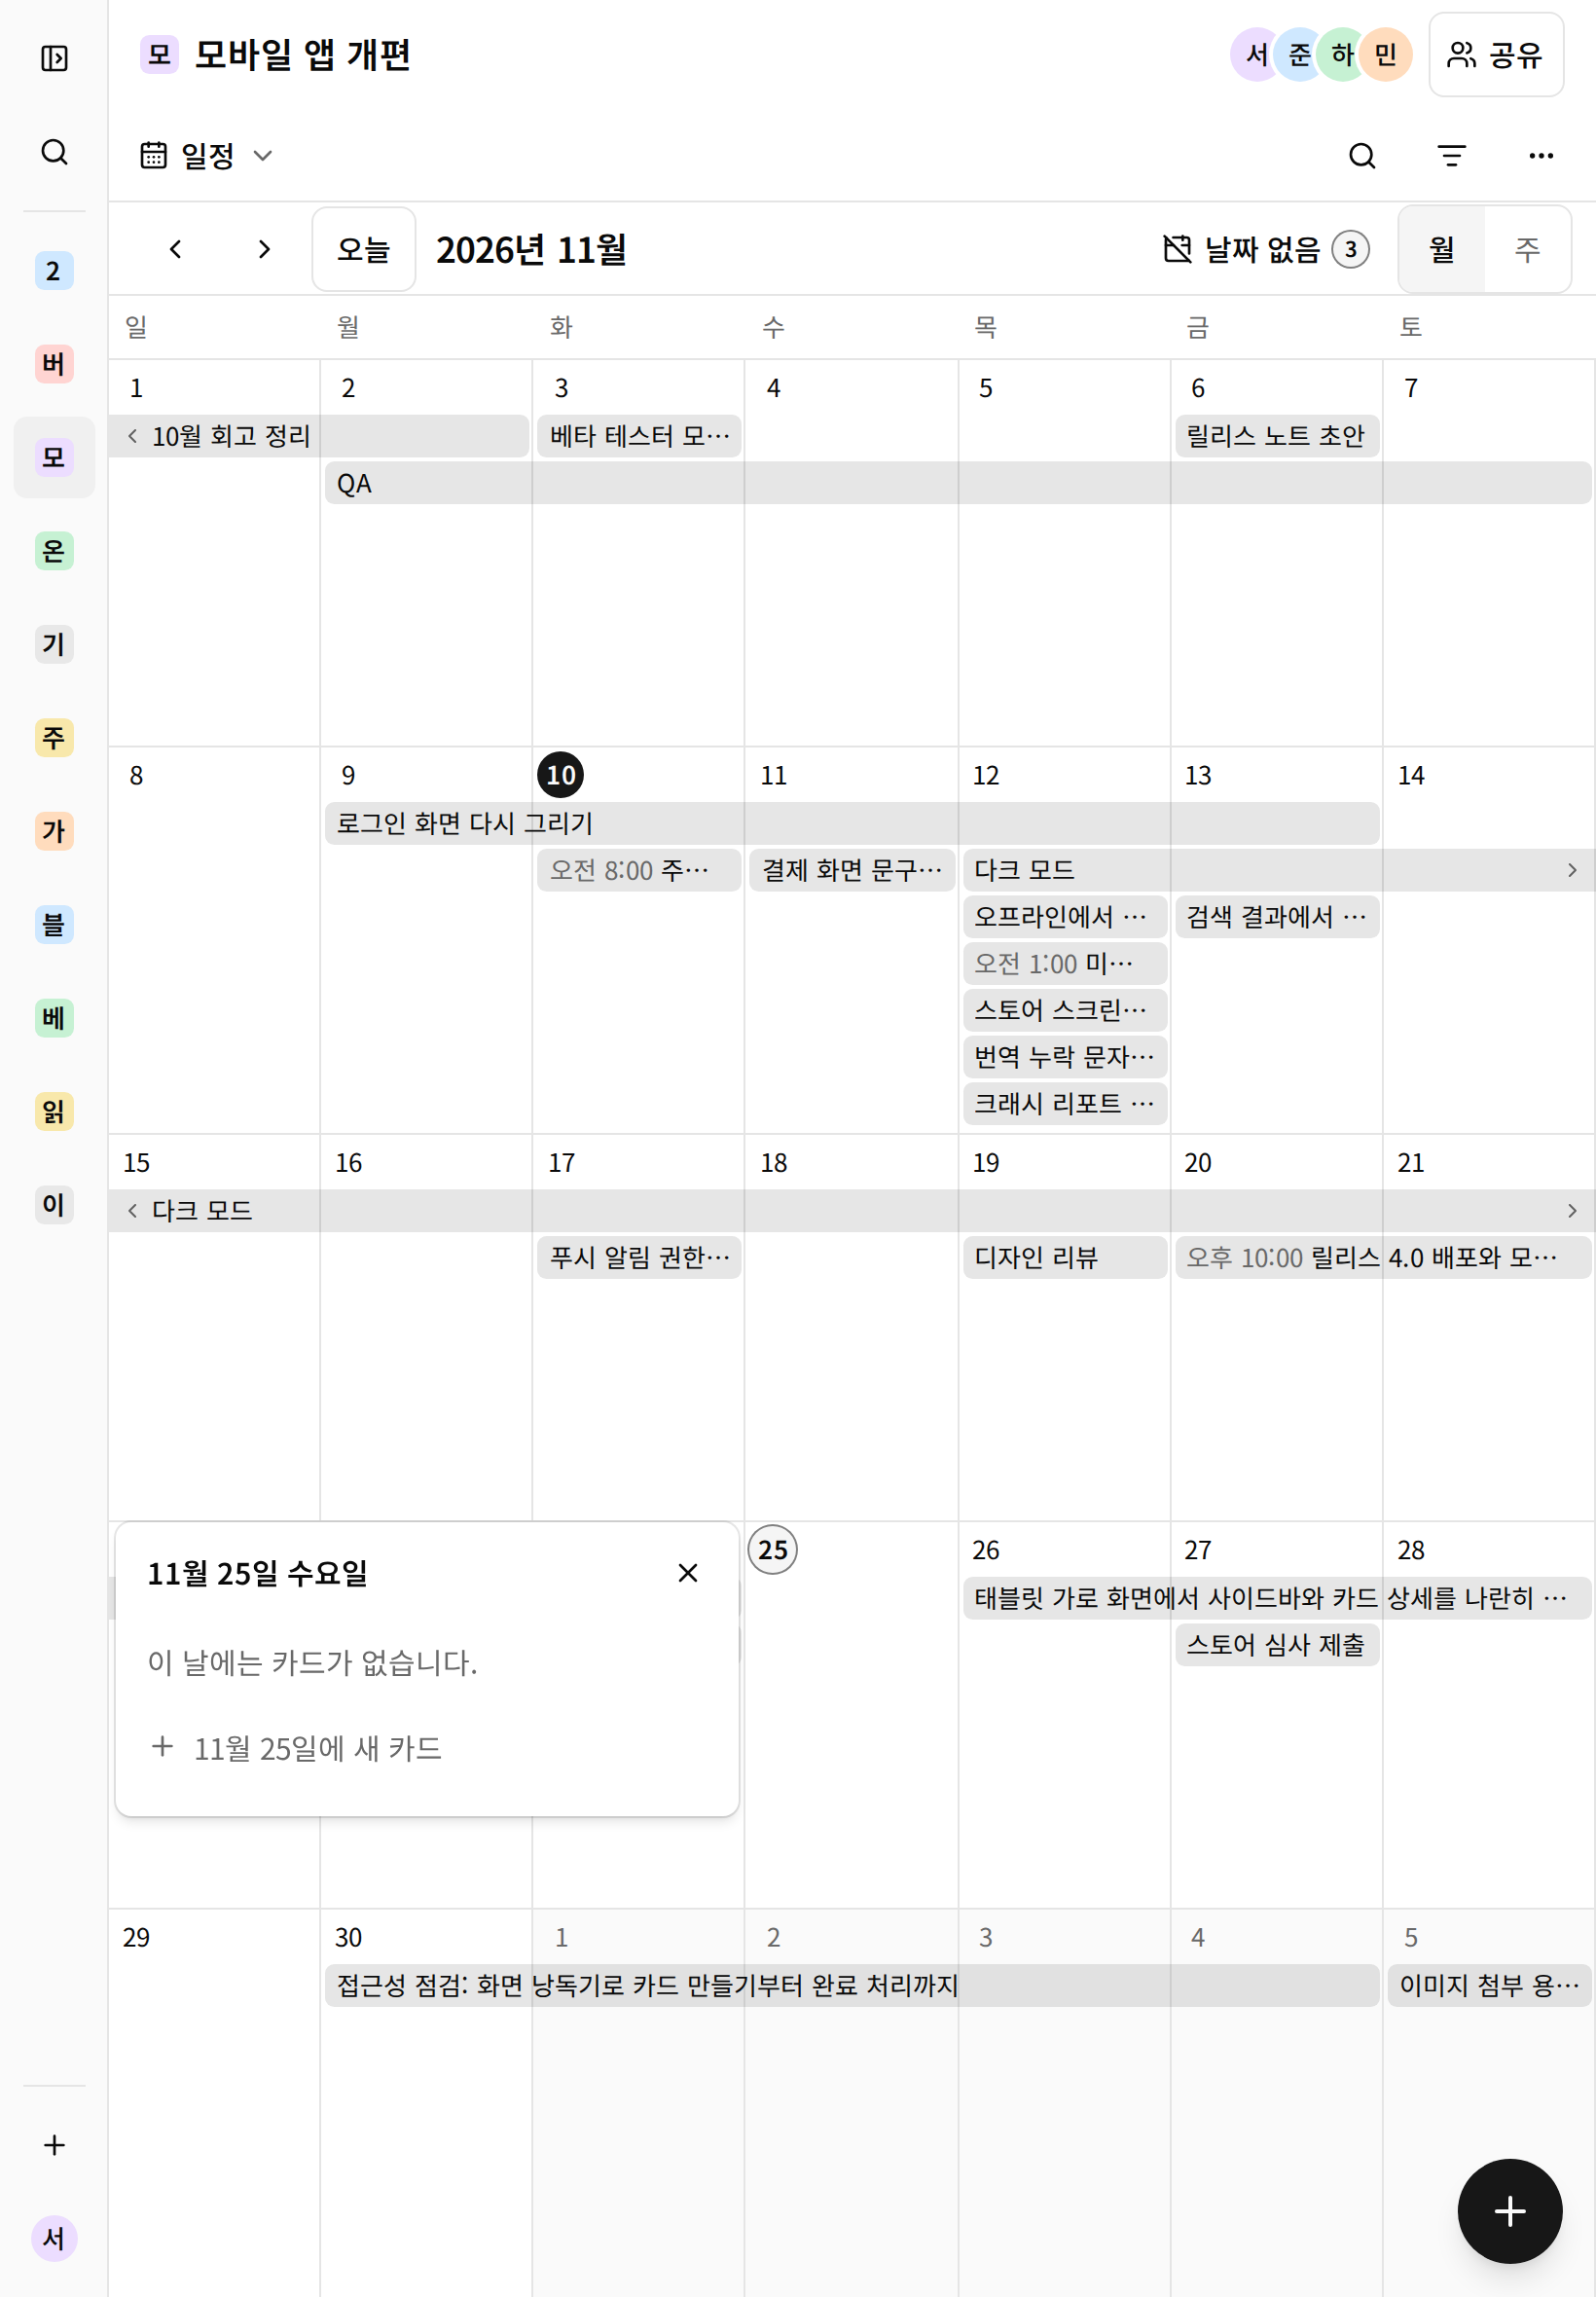 모 모바일 앱 개편
서 준 하 민 공유
일정
오늘 2026년 11월 날짜 없음 3 월 주
일 월 화 수 목 금 토
1 2 3 4 5 6 7
10월 회고 정리 베타 테스터 모… 릴리스 노트 초안
QA
8 9 10 11 12 13 14
로그인 화면 다시 그리기
오전 8:00 주… 결제 화면 문구… 다크 모드
오프라인에서 … 검색 결과에서 …
오전 1:00 미…
스토어 스크린…
번역 누락 문자…
크래시 리포트 …
15 16 17 18 19 20 21
다크 모드
푸시 알림 권한… 디자인 리뷰 오후 10:00 릴리스 4.0 배포와 모…
25 26 27 28
태블릿 가로 화면에서 사이드바와 카드 상세를 나란히 …
스토어 심사 제출
11월 25일 수요일
이 날에는 카드가 없습니다.
11월 25일에 새 카드
29 30 1 2 3 4 5
접근성 점검: 화면 낭독기로 카드 만들기부터 완료 처리까지 이미지 첨부 용…
2
버
모
온
기
주
가
블
베
읽
이
서